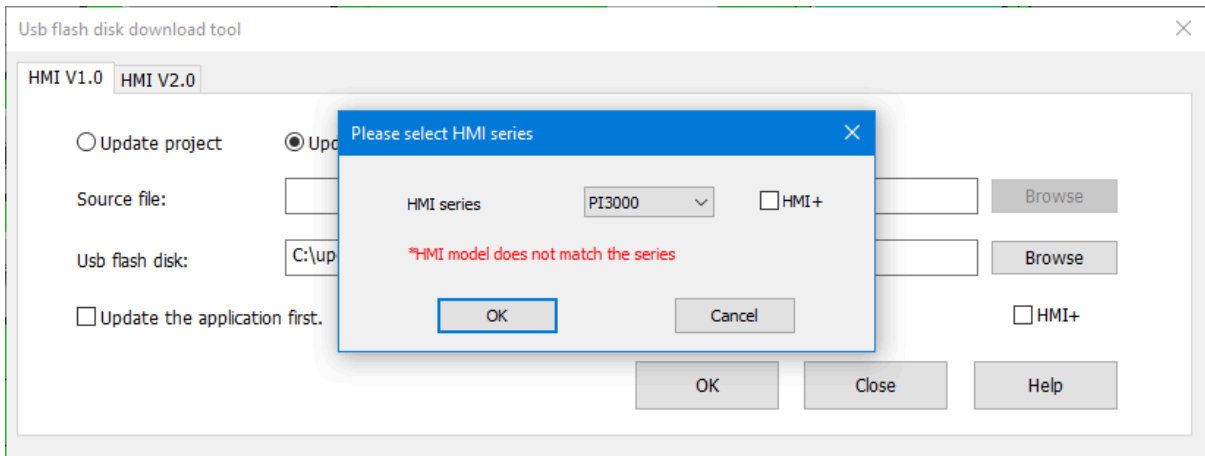 Usb flash disk download tool
HMI V1.0 HMI V2.0
Please select HMI series
Update project Upd
Source file: Browse
HMI series PI3000 HMI+
*HMI model does not match the series
Usb flash disk: C:\up Browse
Update the application first. HMI+
OK Cancel
OK Close Help